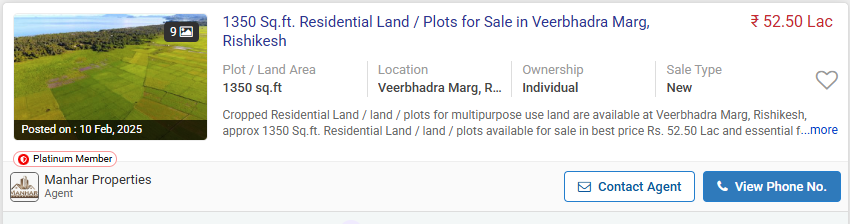 9
Posted on : 10 Feb, 2025
1350 Sq.ft. Residential Land / Plots for Sale in Veerbhadra Marg,
Rishikesh
₹ 52.50 Lac
Plot / Land Area
1350 sq.ft
Location
Veerbhadra Marg, R...
Ownership
Individual
Sale Type
New
Cropped Residential Land / land / plots for multipurpose use land are available at Veerbhadra Marg, Rishikesh,
approx 1350 Sq.ft. Residential Land / land / plots available for sale in best price Rs. 52.50 Lac and essential f...more
Platinum Member
MANHAR
Manhar Properties
Agent
Contact Agent
View Phone No.